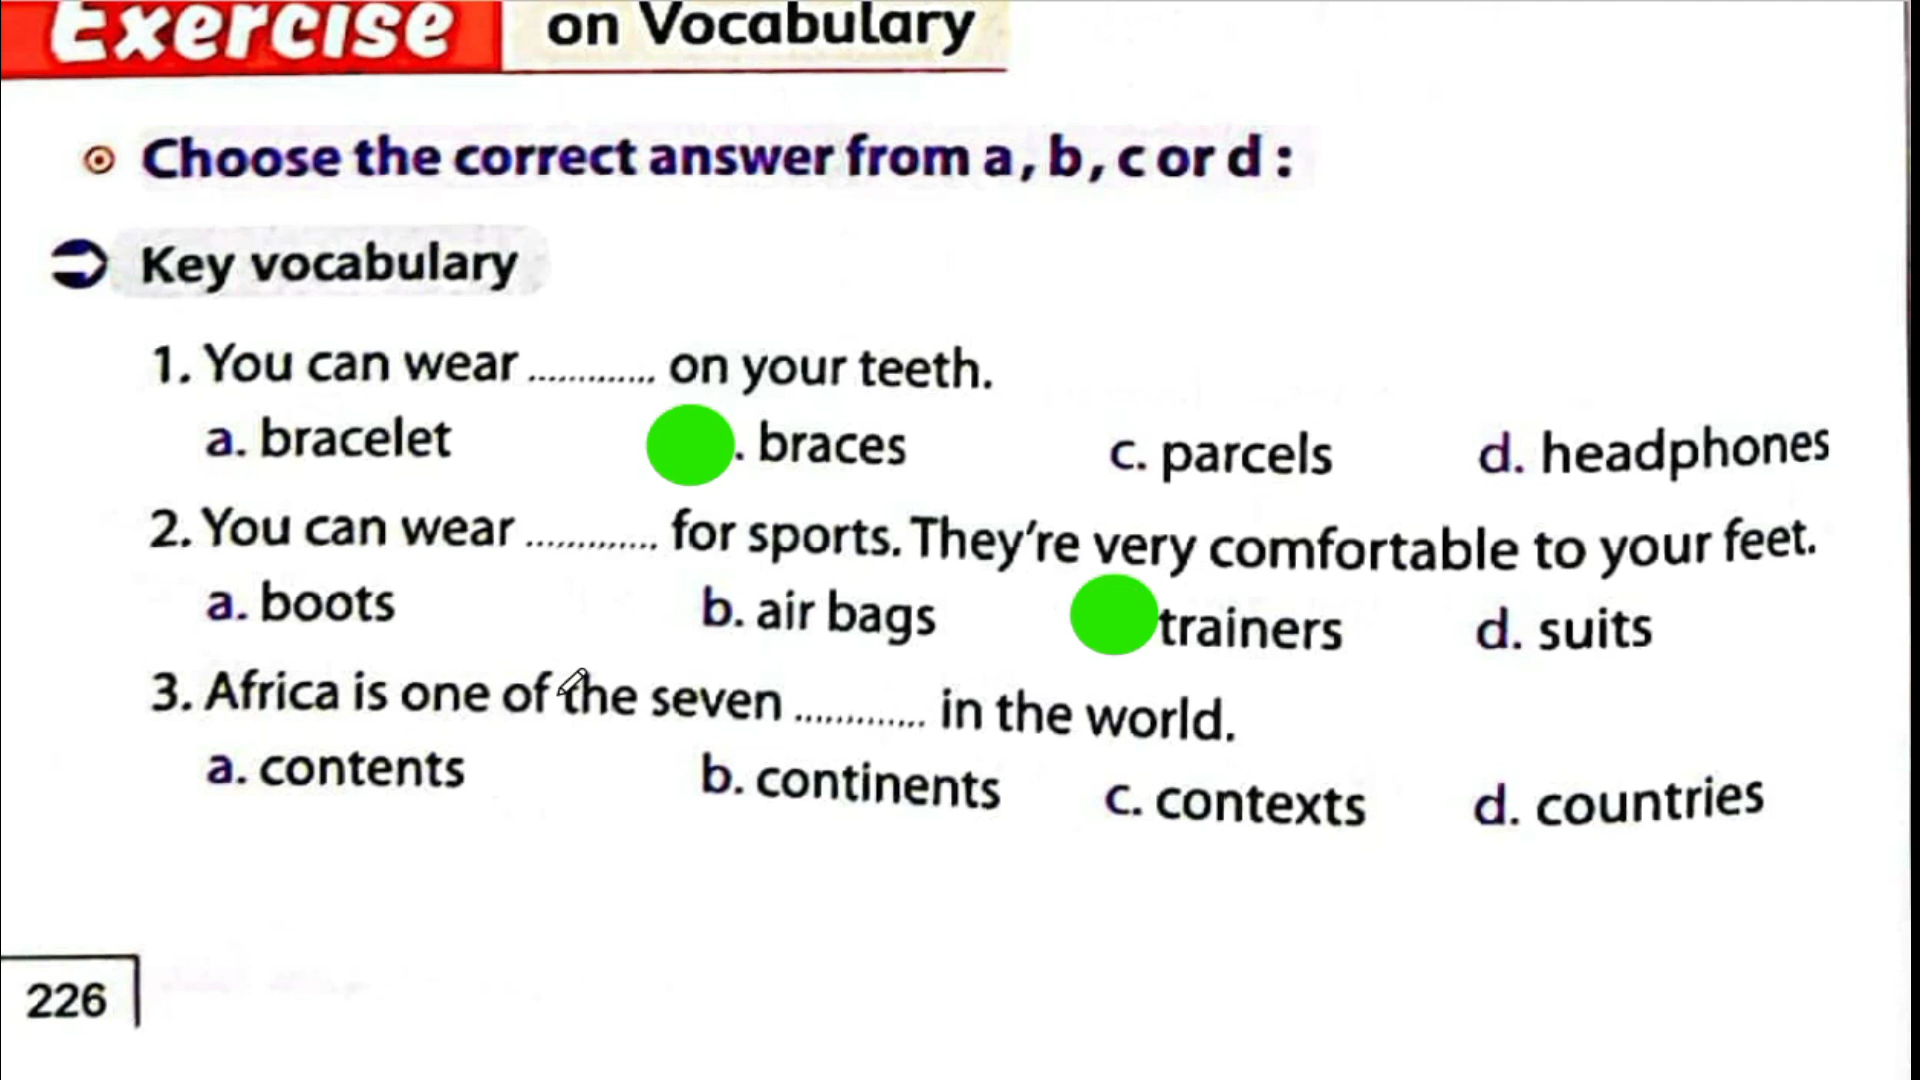 Exercise on Vocabulary
Choose the correct answer from a, b, c or d :
Key vocabulary
1. You can wear ............. on your teeth.
a. bracelet . braces c. parcels d. headphones
2. You can wear ............. for sports. They're very comfortable to your feet.
a. boots b. air bags trainers d. suits
3. Africa is one of the seven ............. in the world.
a. contents b. continents c. contexts d. countries
226